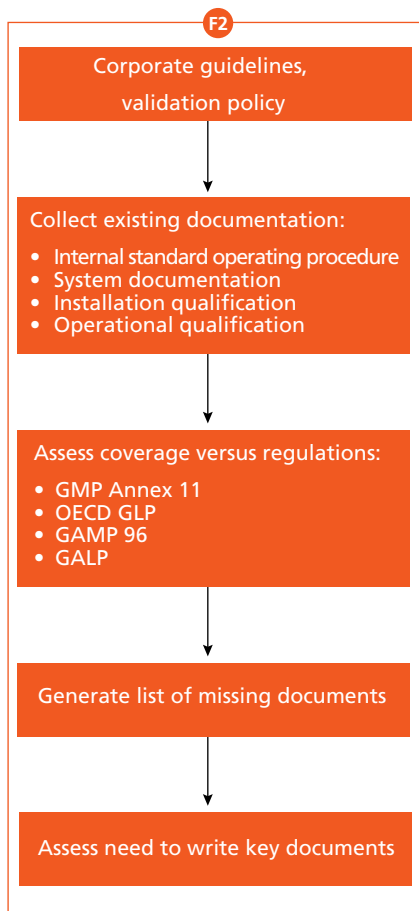 F2
Corporate guidelines,
validation policy
Collect existing documentation:
• Internal standard operating procedure
• System documentation
• Installation qualification
• Operational qualification
Assess coverage versus regulations:
• GMP Annex 11
• OECD GLP
• GAMP 96
• GALP
Generate list of missing documents
Assess need to write key documents